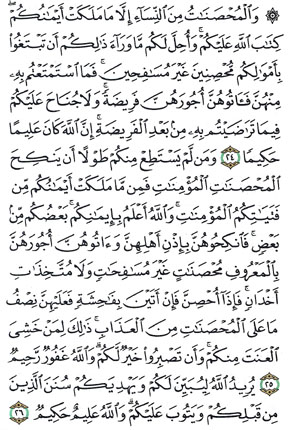 ۞ وَٱلْمُحْصَنَٰتُ مِنَ ٱلنِّسَآءِ إِلَّا مَا مَلَكَتْ أَيْمَٰنُكُمْ ۖ
كِتَٰبَ ٱللَّهِ عَلَيْكُمْ ۚ وَأُحِلَّ لَكُم مَّا وَرَآءَ ذَٰلِكُمْ أَن تَبْتَغُوا۟
بِأَمْوَٰلِكُم مُّحْصِنِينَ غَيْرَ مُسَٰفِحِينَ ۚ فَمَا ٱسْتَمْتَعْتُم بِهِۦ
مِنْهُنَّ فَـَٔاتُوهُنَّ أُجُورَهُنَّ فَرِيضَةً ۚ وَلَا جُنَاحَ عَلَيْكُمْ
فِيمَا تَرَٰضَيْتُم بِهِۦ مِنۢ بَعْدِ ٱلْفَرِيضَةِ ۚ إِنَّ ٱللَّهَ كَانَ عَلِيمًا
حَكِيمًا ٢٤ وَمَن لَّمْ يَسْتَطِعْ مِنكُمْ طَوْلًا أَن يَنكِحَ
ٱلْمُحْصَنَٰتِ ٱلْمُؤْمِنَٰتِ فَمِن مَّا مَلَكَتْ أَيْمَٰنُكُم مِّن
فَتَيَٰتِكُمُ ٱلْمُؤْمِنَٰتِ ۚ وَٱللَّهُ أَعْلَمُ بِإِيمَٰنِكُم ۚ بَعْضُكُم مِّنۢ
بَعْضٍ ۚ فَٱنكِحُوهُنَّ بِإِذْنِ أَهْلِهِنَّ وَءَاتُوهُنَّ أُجُورَهُنَّ
بِٱلْمَعْرُوفِ مُحْصَنَٰتٍ غَيْرَ مُسَٰفِحَٰتٍ وَلَا مُتَّخِذَٰتِ
أَخْدَانٍ ۚ فَإِذَآ أُحْصِنَّ فَإِنْ أَتَيْنَ بِفَٰحِشَةٍ فَعَلَيْهِنَّ نِصْفُ
مَا عَلَى ٱلْمُحْصَنَٰتِ مِنَ ٱلْعَذَابِ ۚ ذَٰلِكَ لِمَنْ خَشِىَ
ٱلْعَنَتَ مِنكُمْ ۚ وَأَن تَصْبِرُوا۟ خَيْرٌ لَّكُمْ ۗ وَٱللَّهُ غَفُورٌ رَّحِيمٌ
٢٥ يُرِيدُ ٱللَّهُ لِيُبَيِّنَ لَكُمْ وَيَهْدِيَكُمْ سُنَنَ ٱلَّذِينَ
مِن قَبْلِكُمْ وَيَتُوبَ عَلَيْكُمْ ۗ وَٱللَّهُ عَلِيمٌ حَكِيمٌ ٢٦